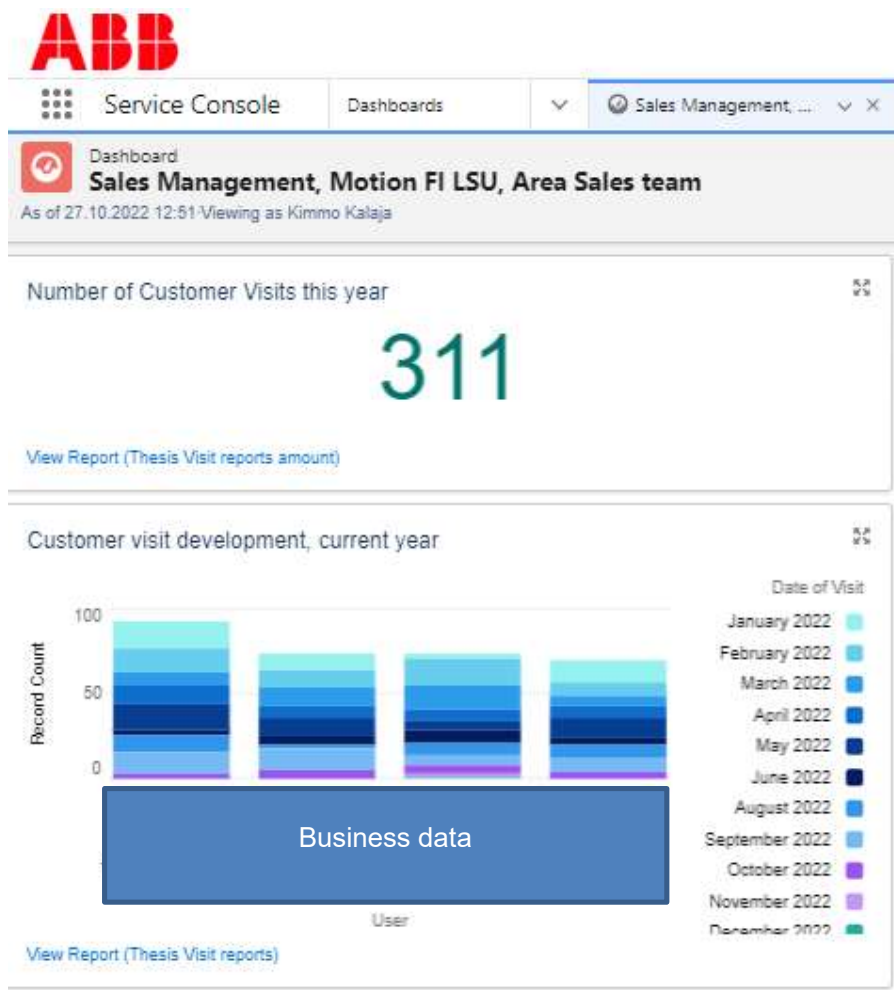 ABB
Service Console
Dashboards
Sales Management, ...
Dashboard
Sales Management, Motion FI LSU, Area Sales team
As of 27.10.2022 12:51·Viewing as Kimmo Kalaja
Number of Customer Visits this year
311
View Report (Thesis Visit reports amount)
Customer visit development, current year
Date of Visit
Record Count
100
50
0
January 2022
February 2022
March 2022
April 2022
May 2022
June 2022
August 2022
September 2022
October 2022
November 2022
December 2022
Business data
User
View Report (Thesis Visit reports)